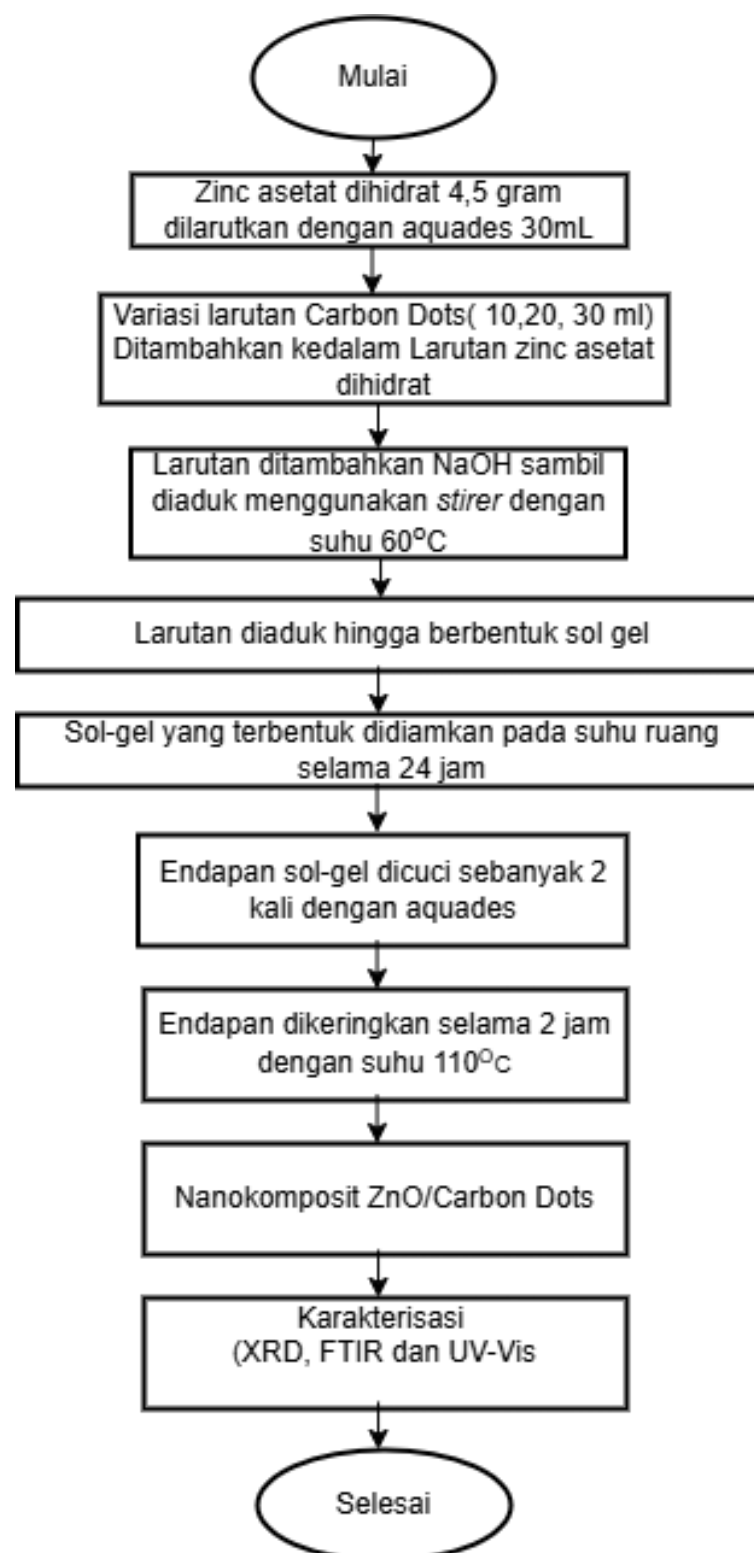 Mulai
Zinc asetat dihidrat 4,5 gram
dilarutkan dengan aquades 30mL
Variasi larutan Carbon Dots( 10,20, 30 ml)
Ditambahkan kedalam Larutan zinc asetat
dihidrat
Larutan ditambahkan NaOH sambil
diaduk menggunakan stirer dengan
suhu 60⁰C
Larutan diaduk hingga berbentuk sol gel
Sol-gel yang terbentuk didiamkan pada suhu ruang
selama 24 jam
Endapan sol-gel dicuci sebanyak 2
kali dengan aquades
Endapan dikeringkan selama 2 jam
dengan suhu 110ᴼC
Nanokomposit ZnO/Carbon Dots
Karakterisasi
(XRD, FTIR dan UV-Vis
Selesai